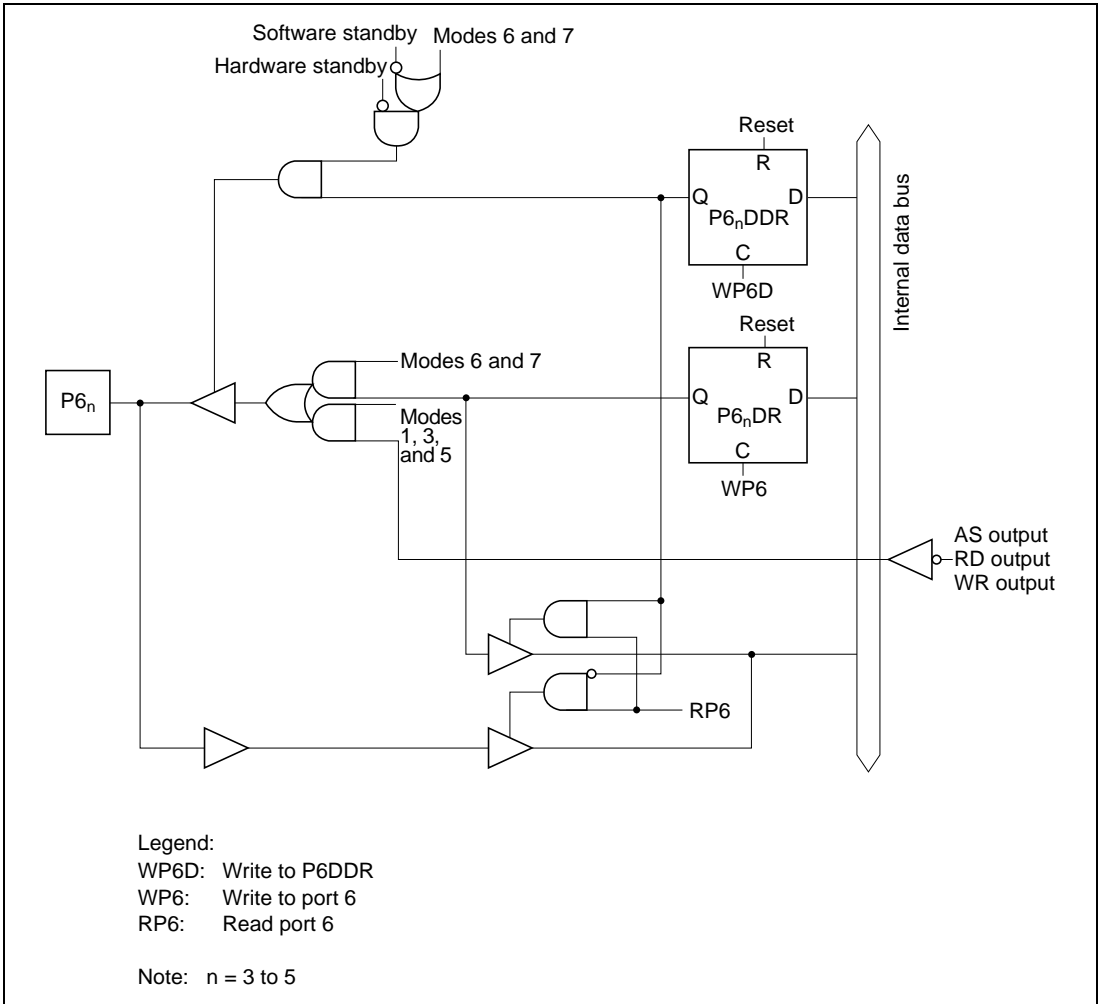 Software standby
Modes 6 and 7
Hardware standby
Reset
R
Q
D
P6nDDR
C
WP6D
Internal data bus
Reset
R
Modes 6 and 7
P6n
Q
D
P6nDR
Modes
1, 3,
and 5
C
WP6
AS output
RD output
WR output
RP6
Legend:
WP6D: Write to P6DDR
WP6: Write to port 6
RP6: Read port 6
Note: n = 3 to 5